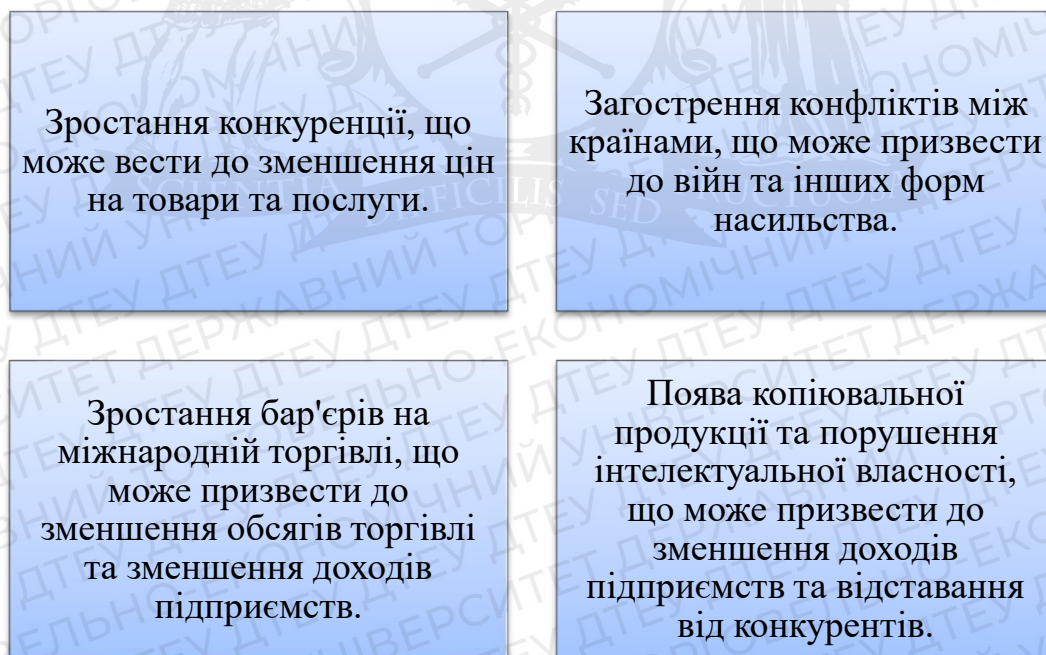 Зростання конкуренції, що
може вести до зменшення цін
на товари та послуги.
Загострення конфліктів між
країнами, що може призвести
до війн та інших форм
насильства.
Зростання бар'єрів на
міжнародній торгівлі, що
може призвести до
зменшення обсягів торгівлі
та зменшення доходів
підприємств.
Поява копіювальної
продукції та порушення
інтелектуальної власності,
що може призвести до
зменшення доходів
підприємств та відставання
від конкурентів.